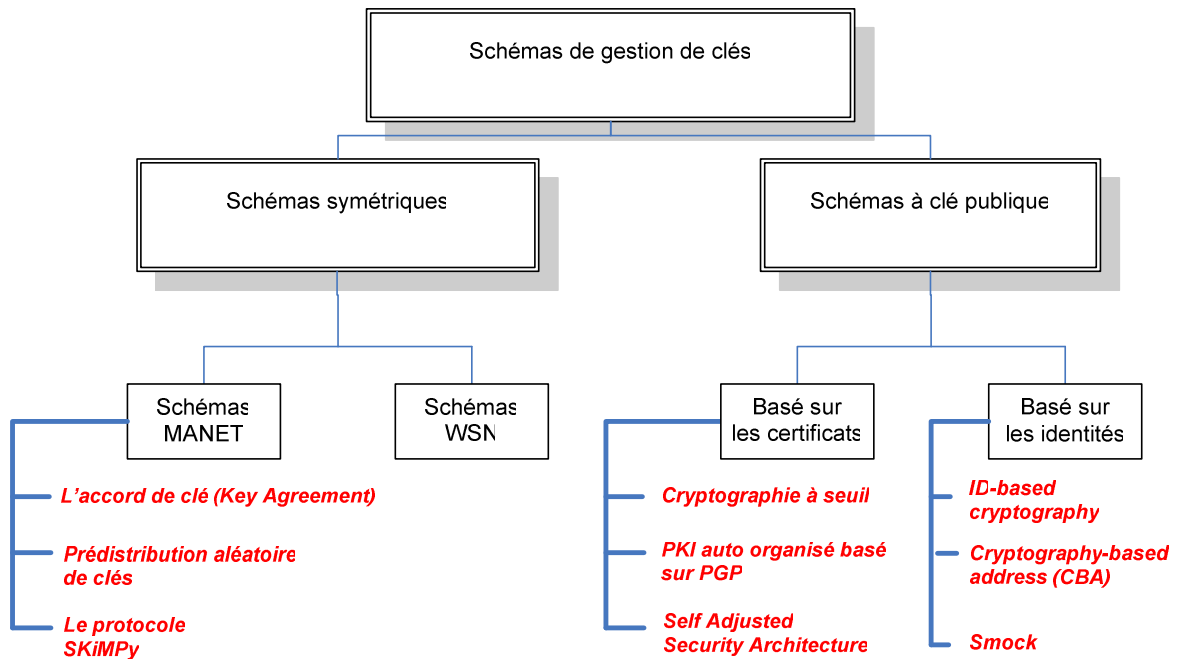 Schémas de gestion de clés
Schémas symétriques
Schémas à clé publique
Schémas
MANET
Schémas
WSN
Basé sur
les certificats
Basé sur
les identités
L'accord de clé (Key Agreement)
Prédistribution aléatoire
de clés
Le protocole
SKiMPy
Cryptographie à seuil
PKI auto organisé basé
sur PGP
Self Adjusted
Security Architecture
ID-based
cryptography
Cryptography-based
address (CBA)
Smock